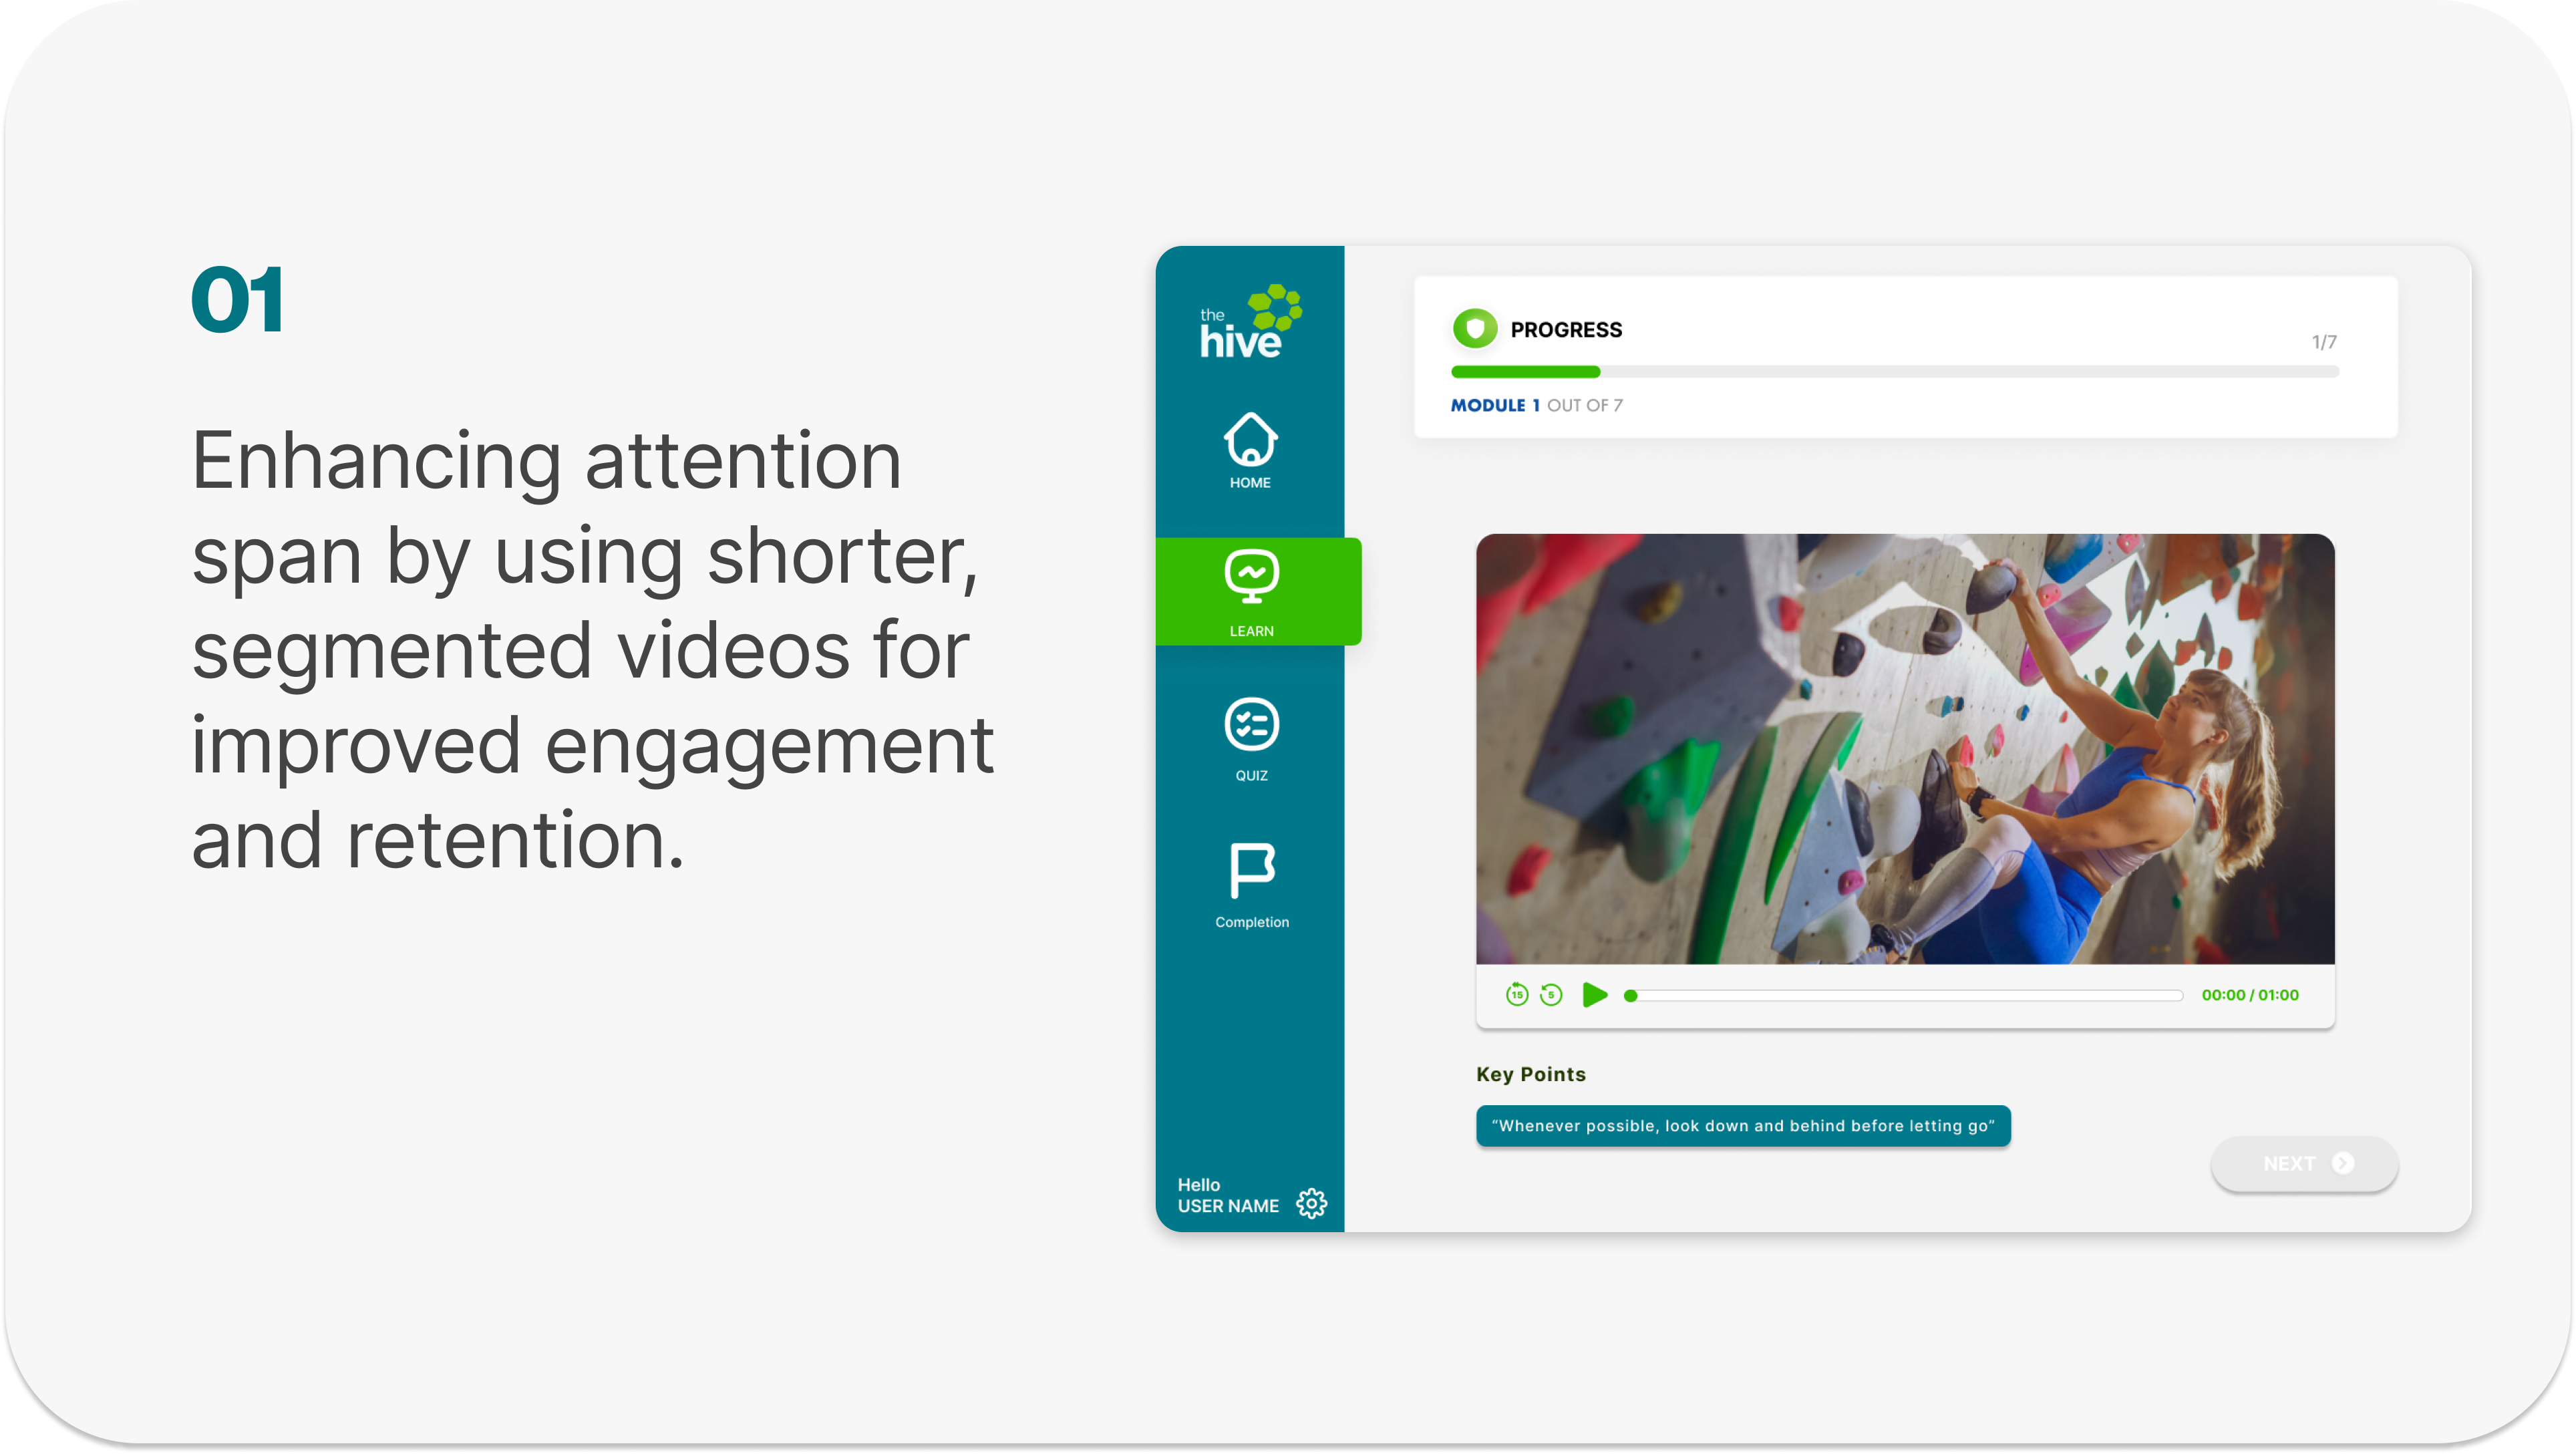 01
Enhancing attention
span by using shorter,
segmented videos for
improved engagement
and retention.
the
hive
HOME
LEARN
QUIZ
Completion
Hello
USER NAME
PROGRESS
1/7
MODULE 1 OUT OF 7
15 5 00:00 / 01:00
Key Points
“Whenever possible, look down and behind before letting go”
NEXT